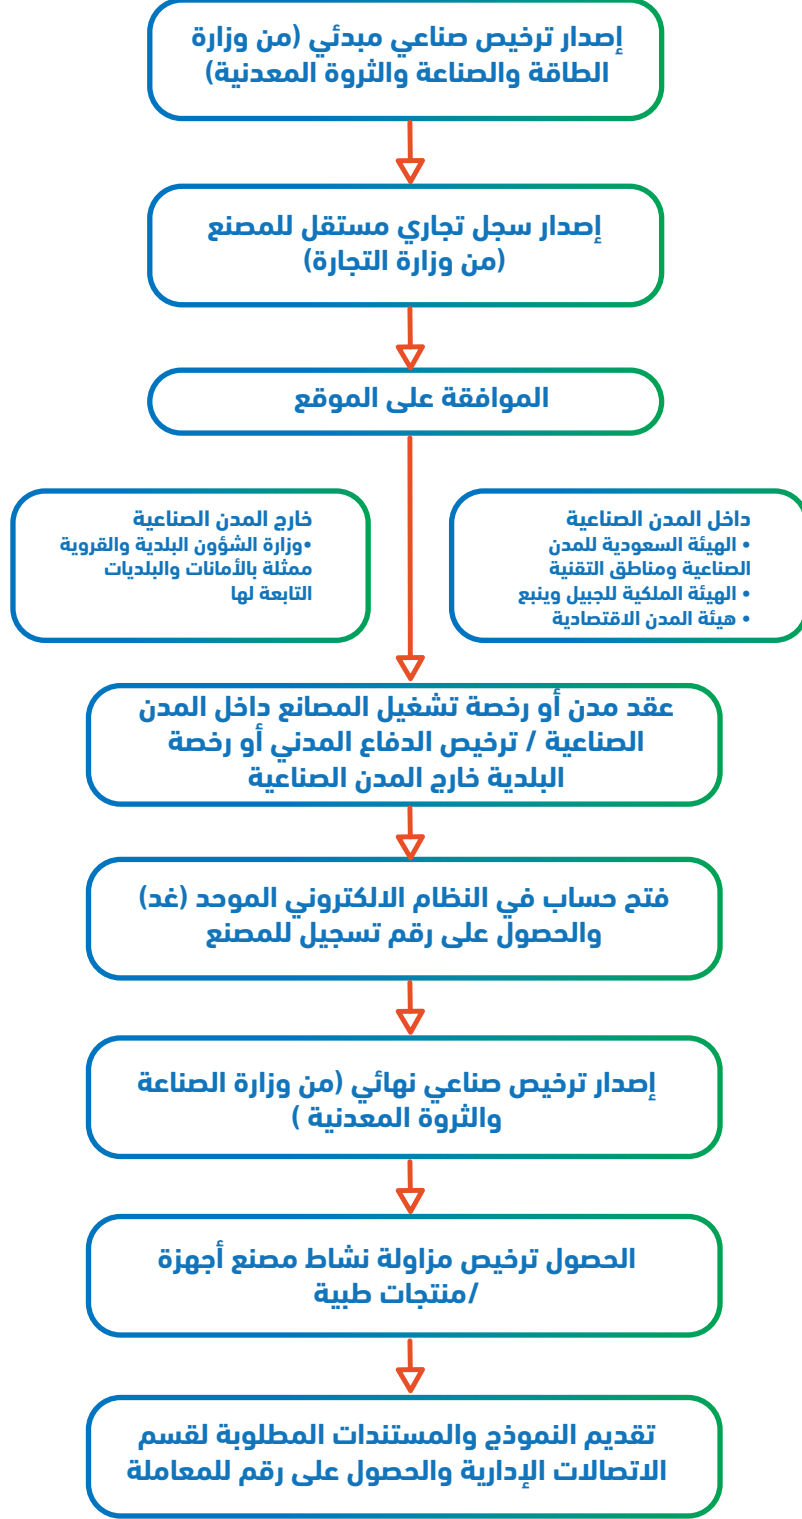 إصدار ترخيص صناعي مبدئي (من وزارة
الطاقة والصناعة والثروة المعدنية)
إصدار سجل تجاري مستقل للمصنع
(من وزارة التجارة)
الموافقة على الموقع
داخل المدن الصناعية
• الهيئة السعودية للمدن
الصناعية ومناطق التقنية
• الهيئة الملكية للجبيل وينبع
• هيئة المدن الاقتصادية
خارج المدن الصناعية
•وزارة الشؤون البلدية والقروية
ممثلة بالأمانات والبلديات
التابعة لها
عقد مدن أو رخصة تشغيل المصانع داخل المدن
الصناعية / ترخيص الدفاع المدني أو رخصة
البلدية خارج المدن الصناعية
فتح حساب في النظام الالكتروني الموحد (غد)
والحصول على رقم تسجيل للمصنع
إصدار ترخيص صناعي نهائي (من وزارة الصناعة
والثروة المعدنية )
الحصول ترخيص مزاولة نشاط مصنع أجهزة
/منتجات طبية
تقديم النموذج والمستندات المطلوبة لقسم
الاتصالات الإدارية والحصول على رقم للمعاملة